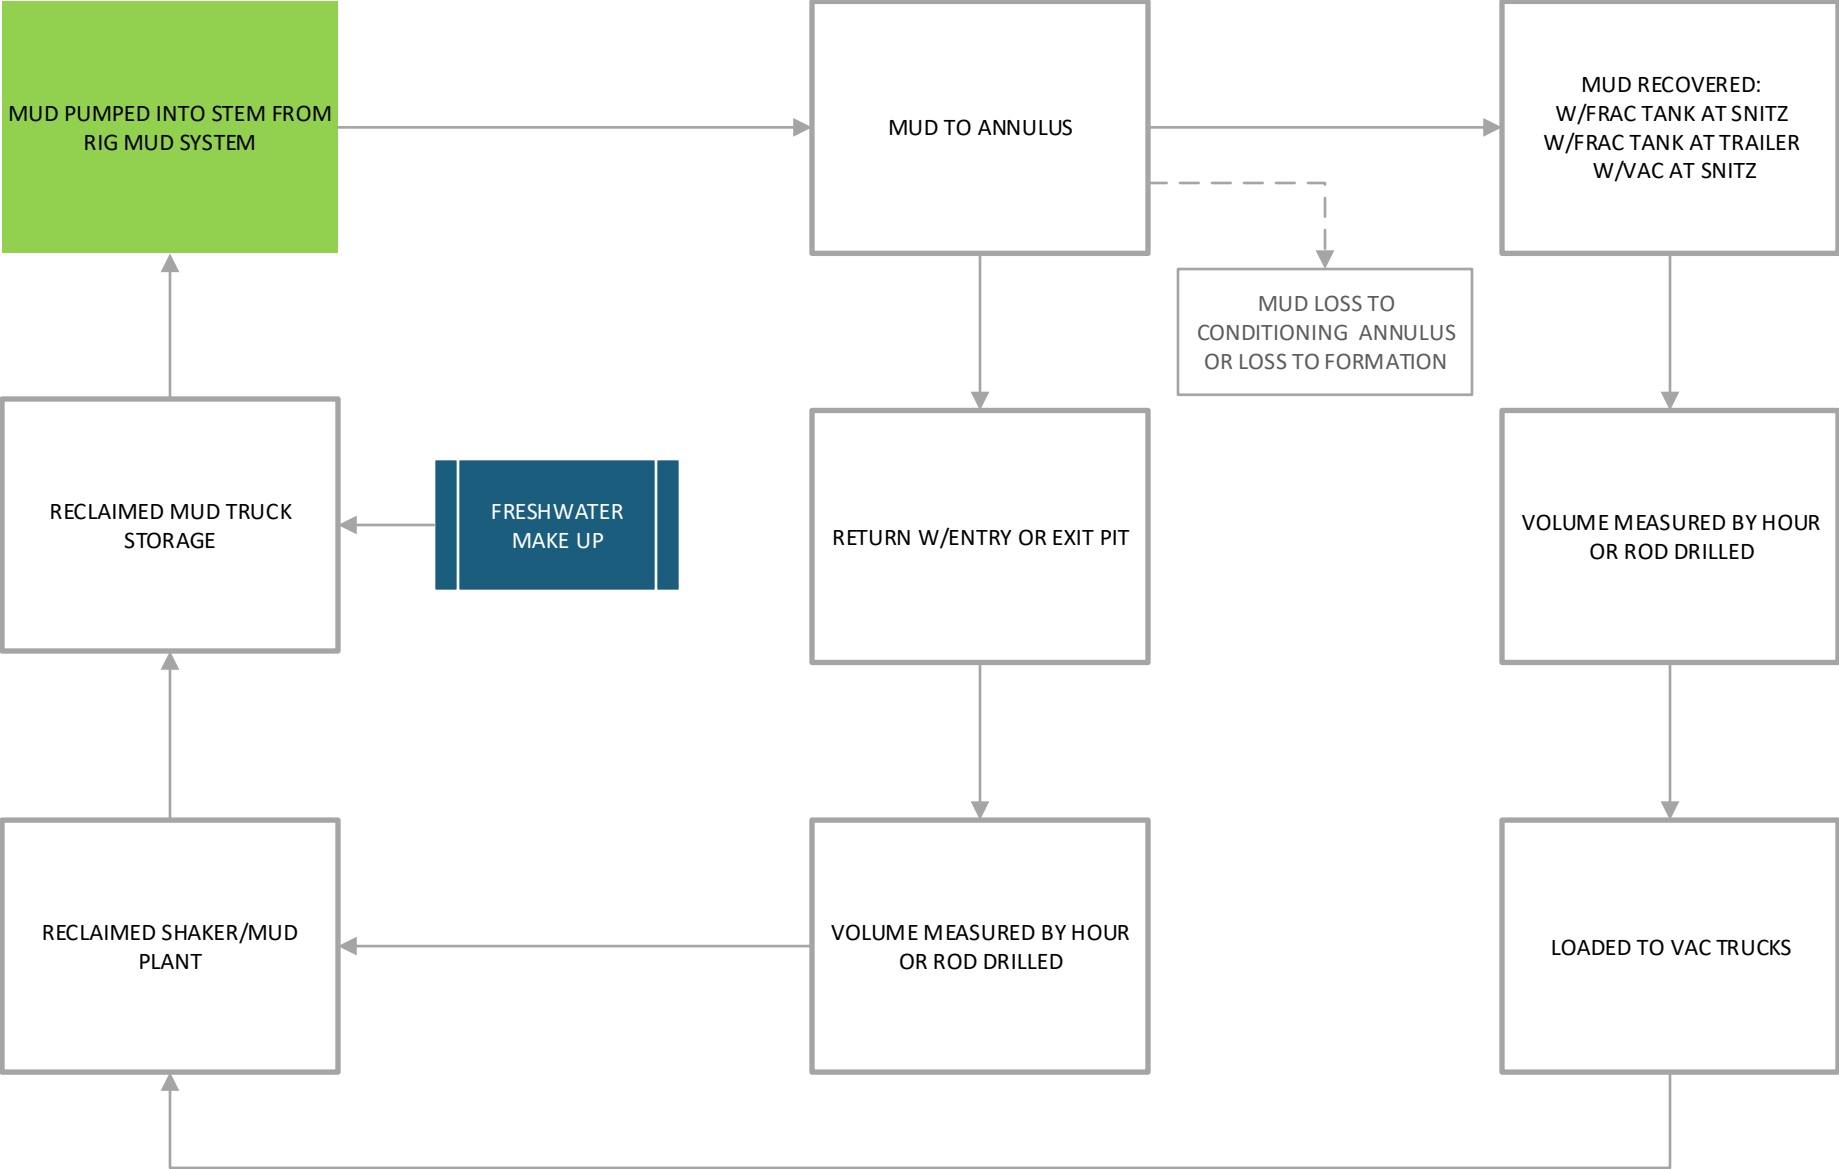 MUD PUMPED INTO STEM FROM
RIG MUD SYSTEM
MUD TO ANNULUS
MUD RECOVERED:
W/FRAC TANK AT SNITZ
W/FRAC TANK AT TRAILER
W/VAC AT SNITZ
MUD LOSS TO
CONDITIONING ANNULUS
OR LOSS TO FORMATION
RECLAIMED MUD TRUCK
STORAGE
FRESHWATER
MAKE UP
RETURN W/ENTRY OR EXIT PIT
VOLUME MEASURED BY HOUR
OR ROD DRILLED
RECLAIMED SHAKER/MUD
PLANT
VOLUME MEASURED BY HOUR
OR ROD DRILLED
LOADED TO VAC TRUCKS